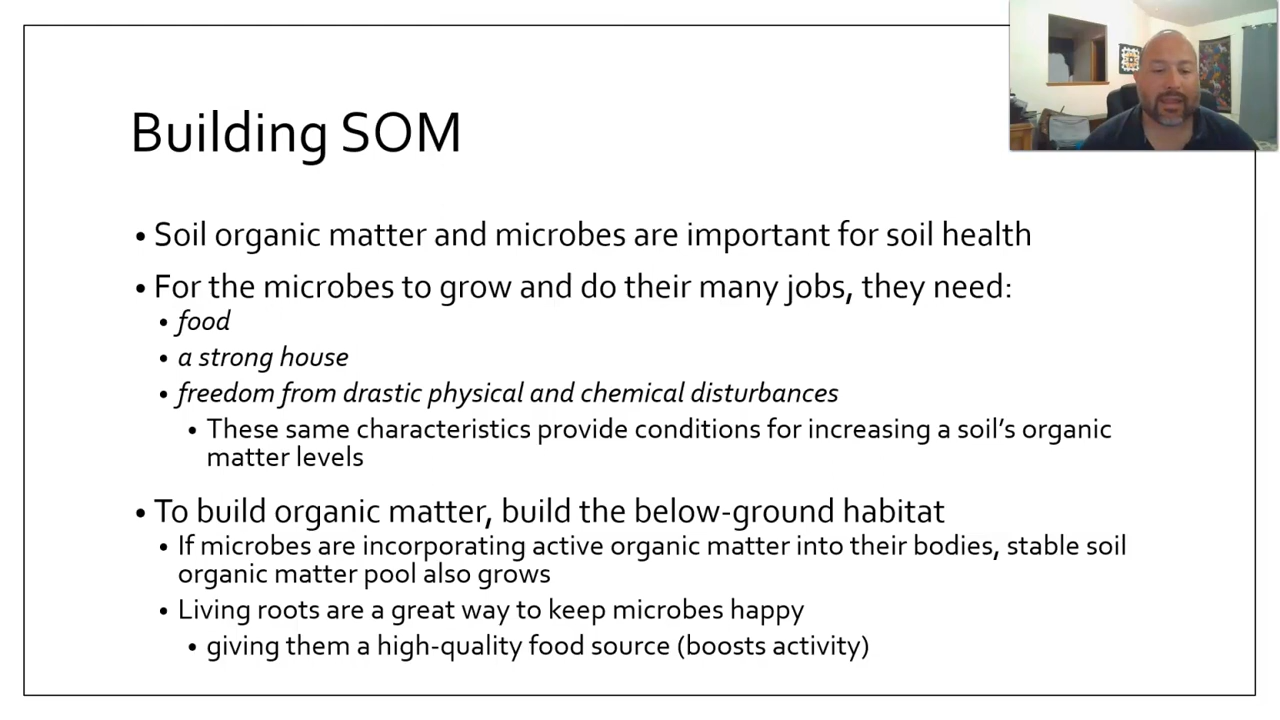 Building SOM
• Soil organic matter and microbes are important for soil health
• For the microbes to grow and do their many jobs, they need:
• food
• a strong house
• freedom from drastic physical and chemical disturbances
• These same characteristics provide conditions for increasing a soil's organic
matter levels
• To build organic matter, build the below-ground habitat
• If microbes are incorporating active organic matter into their bodies, stable soil
organic matter pool also grows
• Living roots are a great way to keep microbes happy
• giving them a high-quality food source (boosts activity)